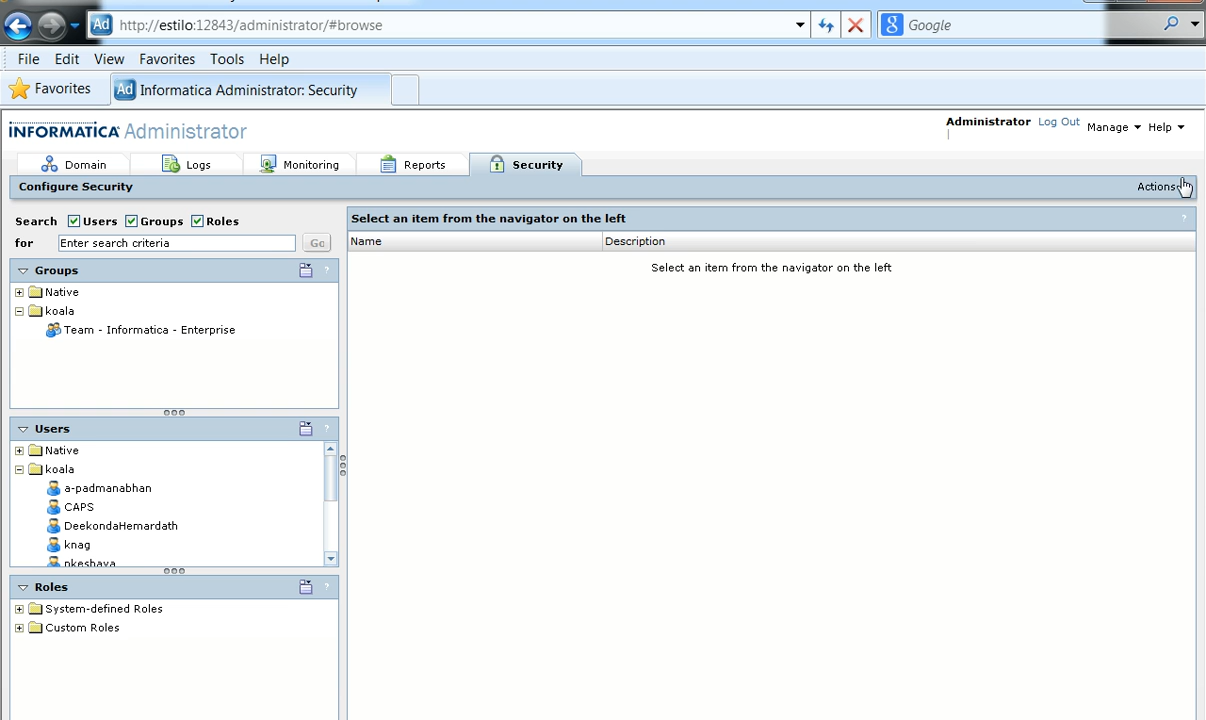 Ad http://estilo:12843/administrator/#browse
Google
File Edit View Favorites Tools Help
Favorites
Ad Informatica Administrator: Security
INFORMATICA Administrator
Administrator Log Out Manage Help
Domain Logs Monitoring Reports Security
Configure Security
Actions
Search Users Groups Roles
for Enter search criteria Go
Groups
Native
koala
Team - Informatica - Enterprise
Users
Native
koala
a-padmanabhan
CAPS
DeekondaHemardath
knag
nkeshava
Roles
System-defined Roles
Custom Roles
Select an item from the navigator on the left
Name Description
Select an item from the navigator on the left